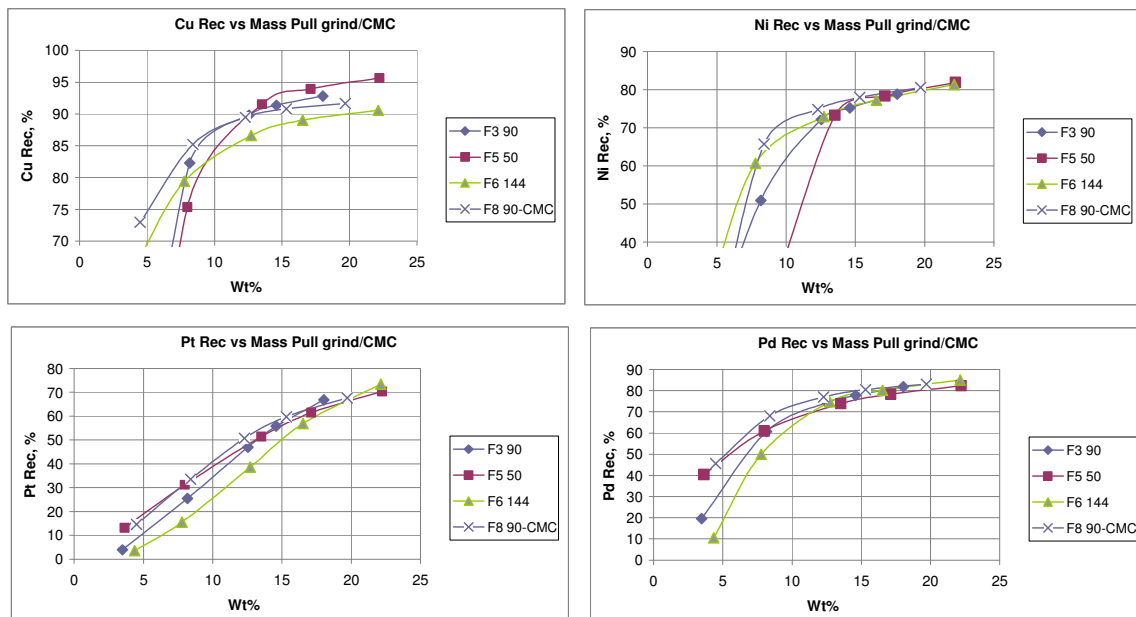 Cu Rec vs Mass Pull grind/CMC
100
95
90
85
80
75
70
Cu Rec, %
0 5 10 15 20 25
Wt%
F3 90
F5 50
F6 144
F8 90-CMC
Ni Rec vs Mass Pull grind/CMC
90
80
70
60
50
40
Ni Rec, %
0 5 10 15 20 25
Wt%
F3 90
F5 50
F6 144
F8 90-CMC
Pt Rec vs Mass Pull grind/CMC
80
70
60
50
40
30
20
10
0
Pt Rec, %
0 5 10 15 20 25
Wt%
F3 90
F5 50
F6 144
F8 90-CMC
Pd Rec vs Mass Pull grind/CMC
90
80
70
60
50
40
30
20
10
0
Pd Rec, %
0 5 10 15 20 25
Wt%
F3 90
F5 50
F6 144
F8 90-CMC